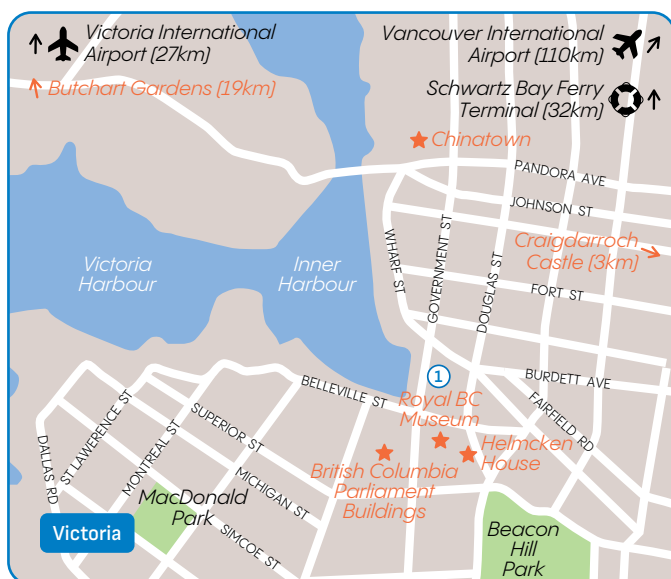 Victoria International
Airport (27km)
Butchart Gardens (19km)
Vancouver International
Airport (110km)
Schwartz Bay Ferry
Terminal (32km)
Chinatown
PANDORA AVE
JOHNSON ST
Craigdarroch
Castle (3km)
WHARF ST
GOVERNMENT ST
DOUGLAS ST
FORT ST
Victoria
Harbour
Inner
Harbour
1
BURDETT AVE
BELLEVILLE ST
Royal BC
Museum
FAIRFIELD RD
Helmcken
House
British Columbia
Parliament
Buildings
DALLAS RD
ST LAWERENCE ST
MONTREAL ST
SUPERIOR ST
MICHIGAN ST
SIMCOE ST
MacDonald
Park
Victoria
Beacon
Hill
Park